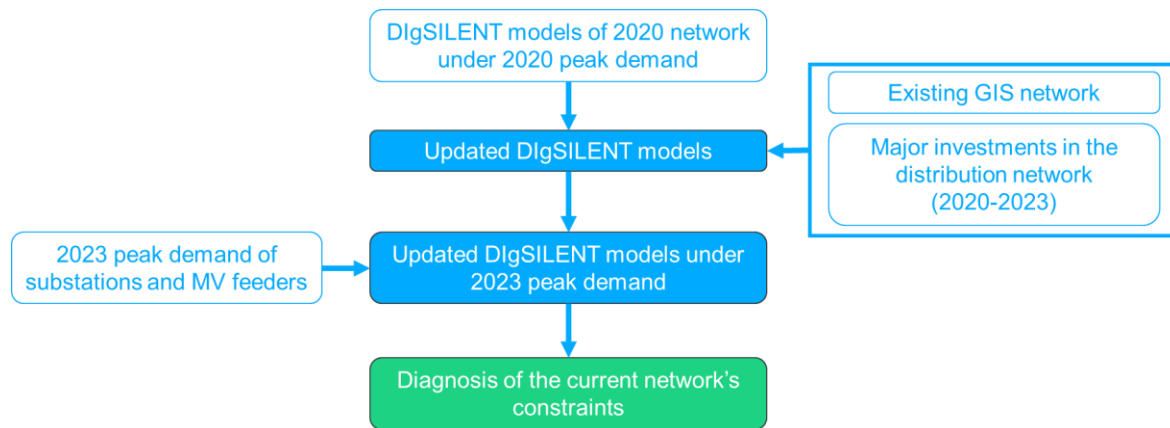 DIgSILENT models of 2020 network
under 2020 peak demand
Existing GIS network
Updated DIgSILENT models
Major investments in the
distribution network
(2020-2023)
2023 peak demand of
substations and MV feeders
Updated DIgSILENT models under
2023 peak demand
Diagnosis of the current network's
constraints